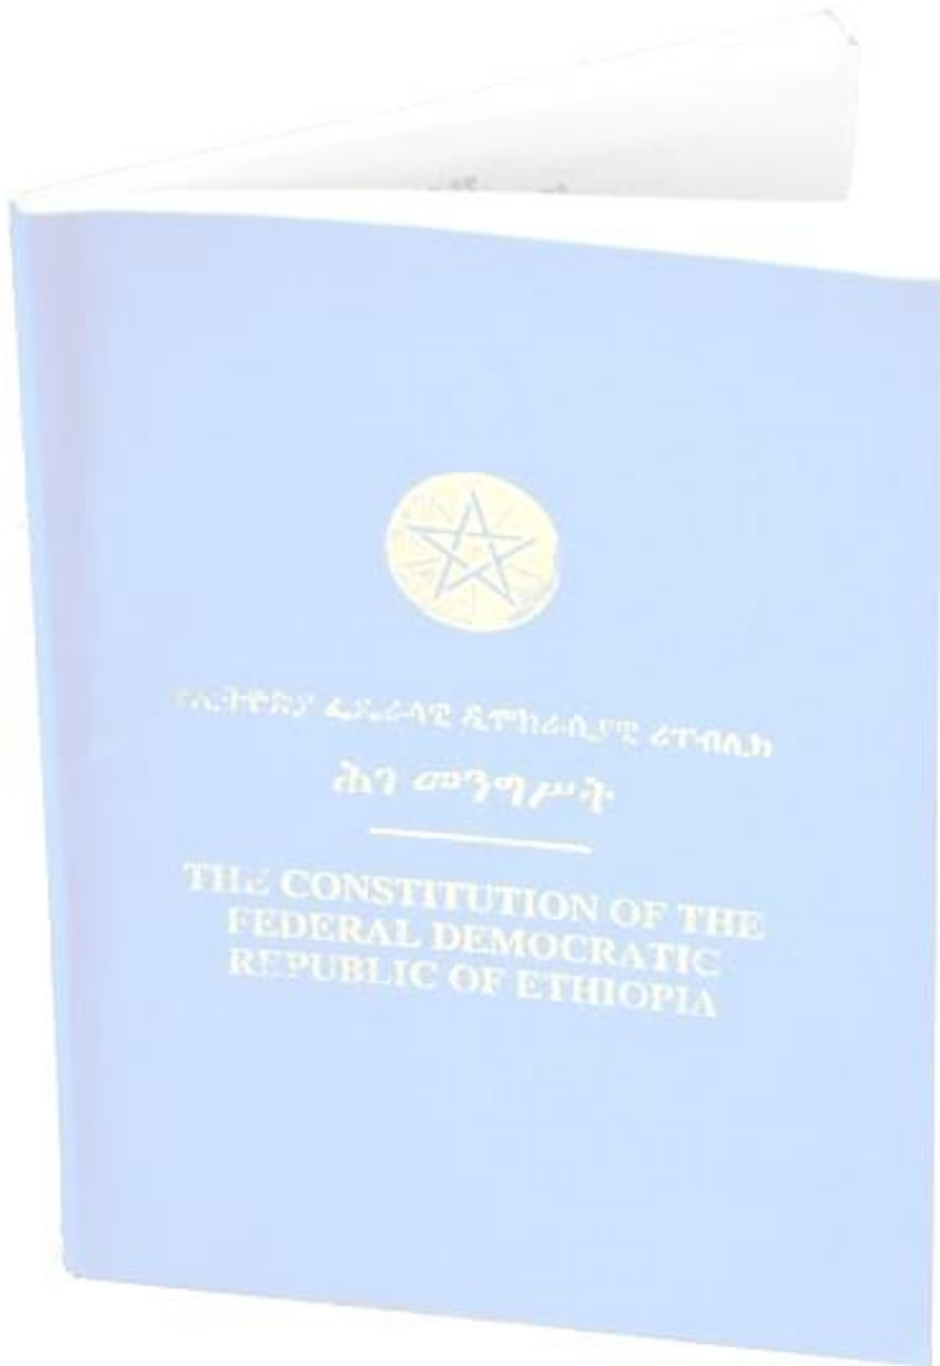 የኢትዮጵያ ፌዴራላዊ ዲሞክራሲያዊ ሪፐብሊክ
ሕገ መንግሥት
THE CONSTITUTION OF THE
FEDERAL DEMOCRATIC
REPUBLIC OF ETHIOPIA